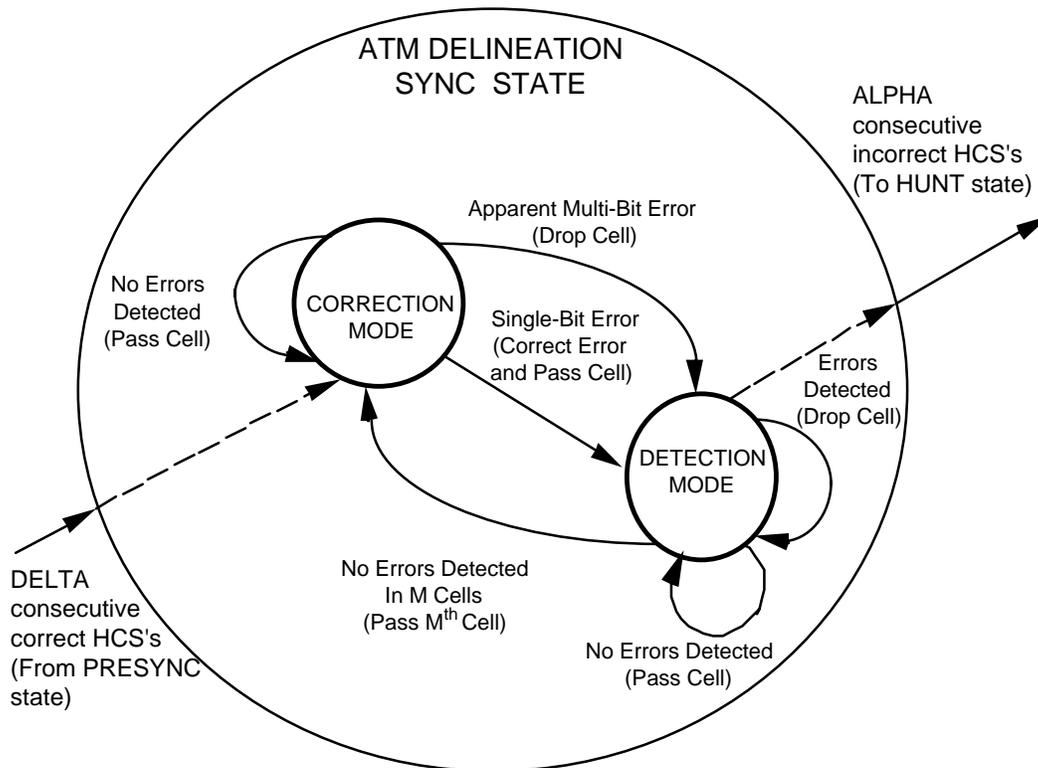 ATM DELINEATION
SYNC STATE
ALPHA
consecutive
incorrect HCS's
(To HUNT state)
Apparent Multi-Bit Error
(Drop Cell)
No Errors
Detected
(Pass Cell)
CORRECTION
MODE
Single-Bit Error
(Correct Error
and Pass Cell)
Errors
Detected
(Drop Cell)
DETECTION
MODE
No Errors Detected
In M Cells
(Pass Mth Cell)
DELTA
consecutive
correct HCS's
(From PRESYNC
state)
No Errors Detected
(Pass Cell)